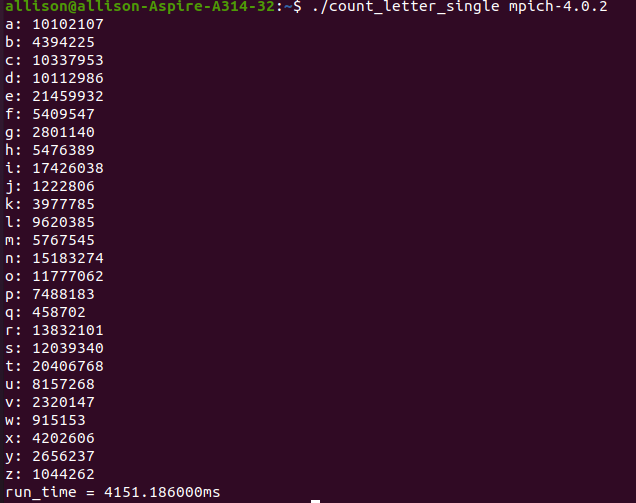 allison@allison-Aspire-A314-32:~$ ./count_letter_single mpich-4.0.2
a: 10102107
b: 4394225
c: 10337953
d: 10112986
e: 21459932
f: 5409547
g: 2801140
h: 5476389
i: 17426038
j: 1222806
k: 3977785
l: 9620385
m: 5767545
n: 15183274
o: 11777062
p: 7488183
q: 458702
r: 13832101
s: 12039340
t: 20406768
u: 8157268
v: 2320147
w: 915153
x: 4202606
y: 2656237
z: 1044262
run_time = 4151.186000ms